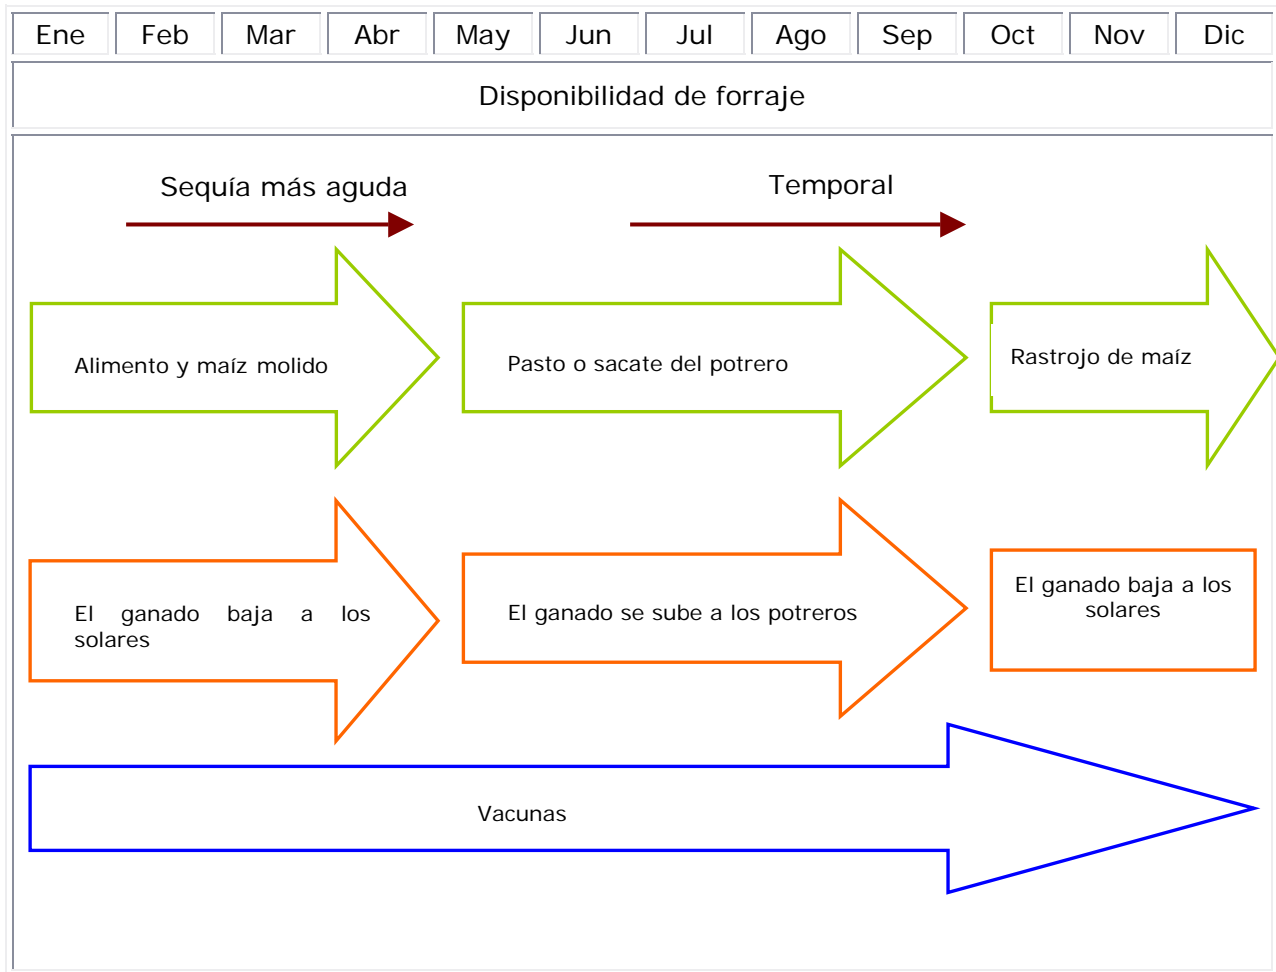 Ene Feb Mar Abr May Jun Jul Ago Sep Oct Nov Dic
Disponibilidad de forraje
Sequía más aguda
Temporal
Alimento y maíz molido
Pasto o sacate del potrero
Rastrojo de maíz
El ganado baja a los
solares
El ganado se sube a los potreros
El ganado baja a los
solares
Vacunas